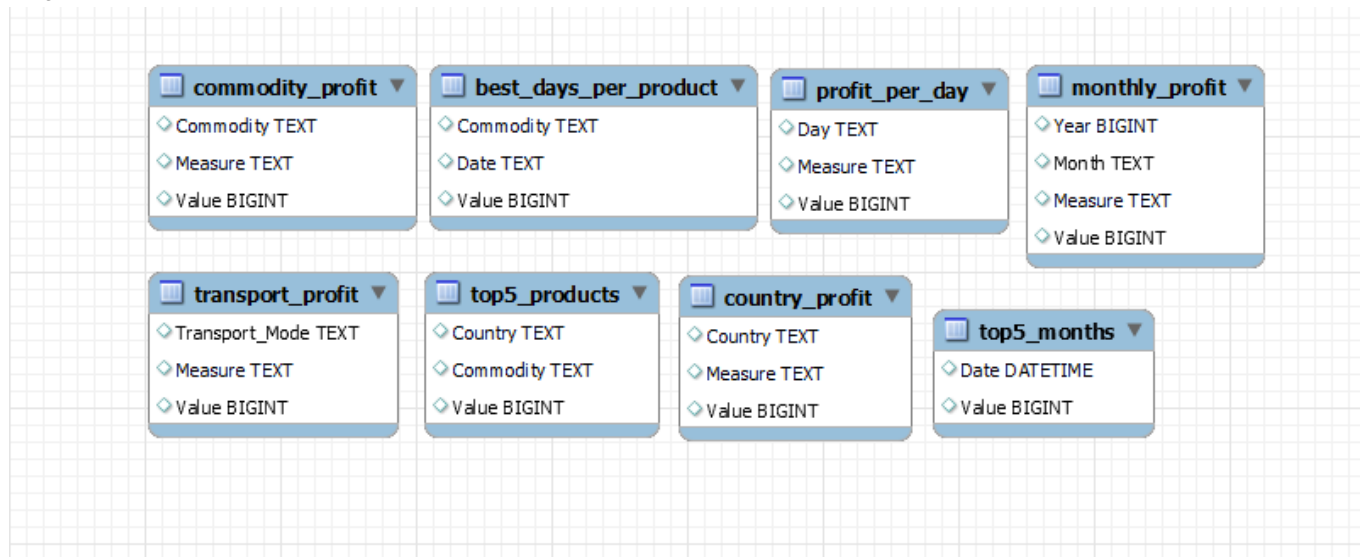 commodity_profit
Commodity TEXT
Measure TEXT
Value BIGINT
best_days_per_product
Commodity TEXT
Date TEXT
Value BIGINT
profit_per_day
Day TEXT
Measure TEXT
Value BIGINT
monthly_profit
Year BIGINT
Month TEXT
Measure TEXT
Value BIGINT
transport_profit
Transport_Mode TEXT
Measure TEXT
Value BIGINT
top5_products
Country TEXT
Commodity TEXT
Value BIGINT
country_profit
Country TEXT
Measure TEXT
Value BIGINT
top5_months
Date DATETIME
Value BIGINT